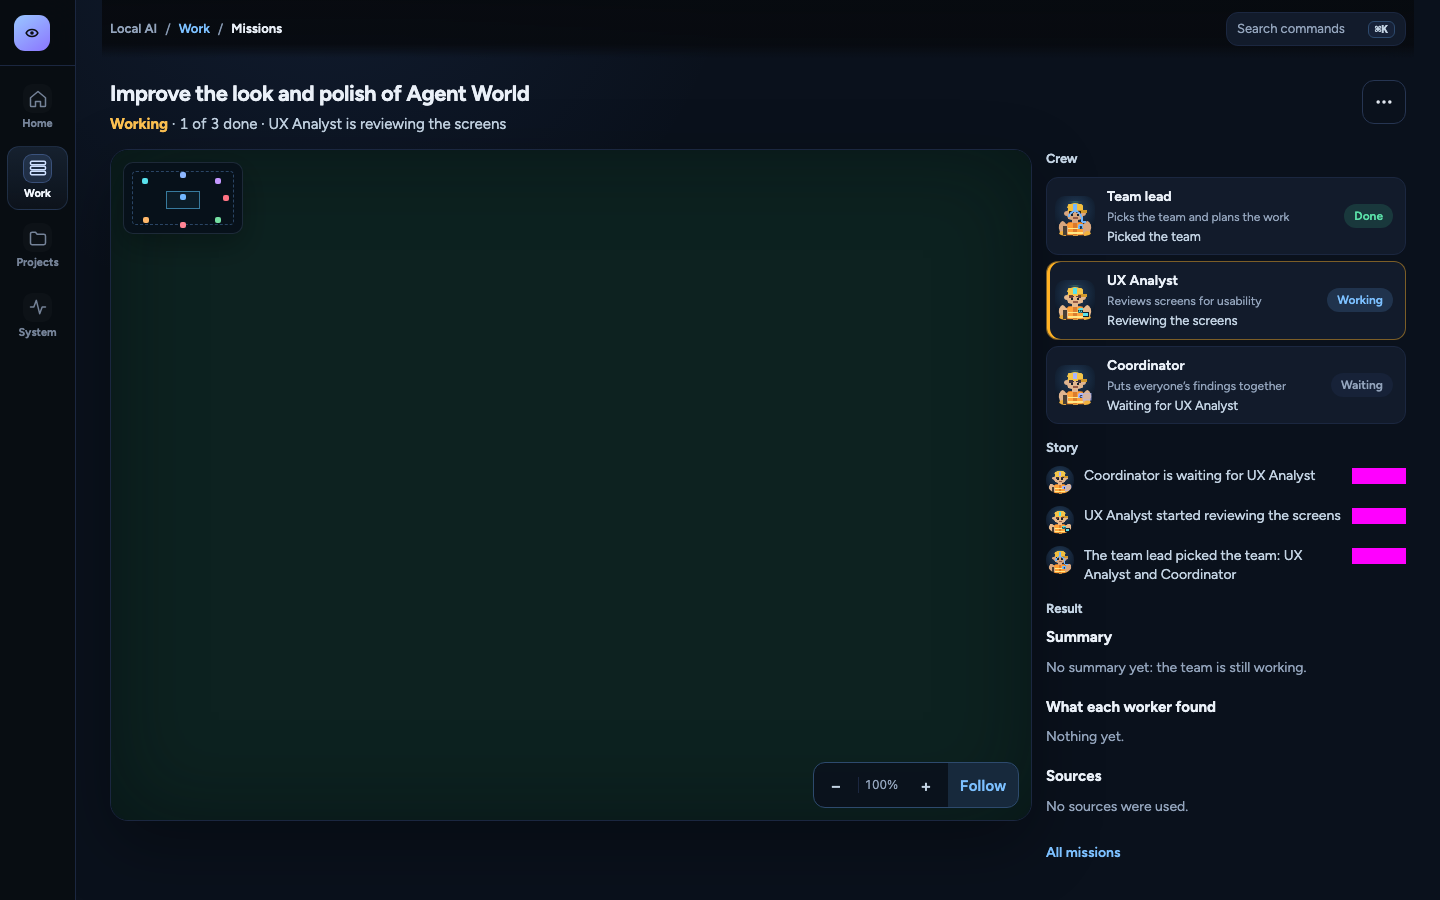 Local AI / Work / Missions
Search commands ⌘K
Home
Work
Projects
System
Improve the look and polish of Agent World
Working · 1 of 3 done · UX Analyst is reviewing the screens
− 100% + Follow
Crew
Team lead
Picks the team and plans the work
Picked the team
Done
UX Analyst
Reviews screens for usability
Reviewing the screens
Working
Coordinator
Puts everyone’s findings together
Waiting for UX Analyst
Waiting
Story
Coordinator is waiting for UX Analyst
UX Analyst started reviewing the screens
The team lead picked the team: UX
Analyst and Coordinator
Result
Summary
No summary yet: the team is still working.
What each worker found
Nothing yet.
Sources
No sources were used.
All missions